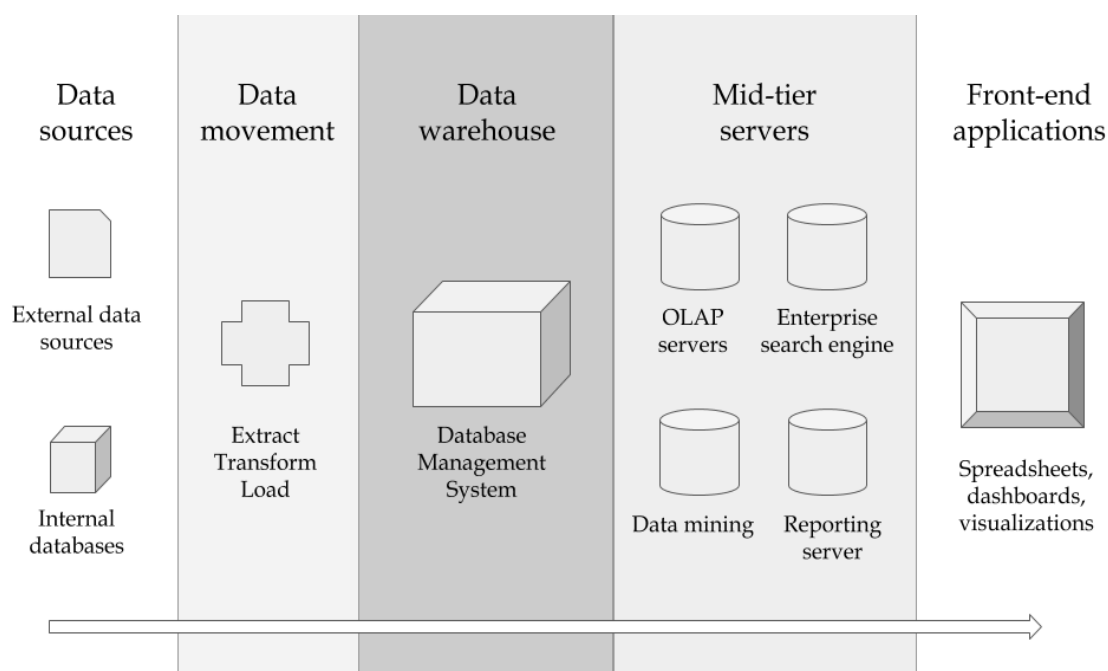 Data
sources
Data
movement
Data
warehouse
Mid-tier
servers
Front-end
applications
External data
sources
Internal
databases
Extract
Transform
Load
Database
Management
System
OLAP
servers
Enterprise
search engine
Data mining
Reporting
server
Spreadsheets,
dashboards,
visualizations